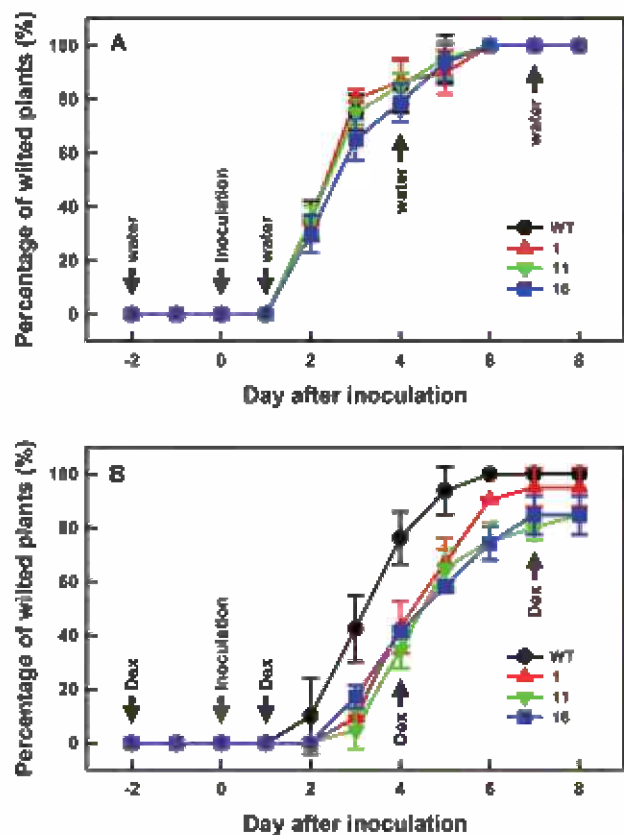 A
Percentage of wilted plants (%)
100
80
60
40
20
0
water
Inoculation
water
water
water
WT
1
11
16
-2
0
2
4
6
8
Day after inoculation
B
Percentage of wilted plants (%)
100
80
60
40
20
0
Dex
Inoculation
Dex
Dex
Dex
WT
1
11
16
-2
0
2
4
6
8
Day after inoculation